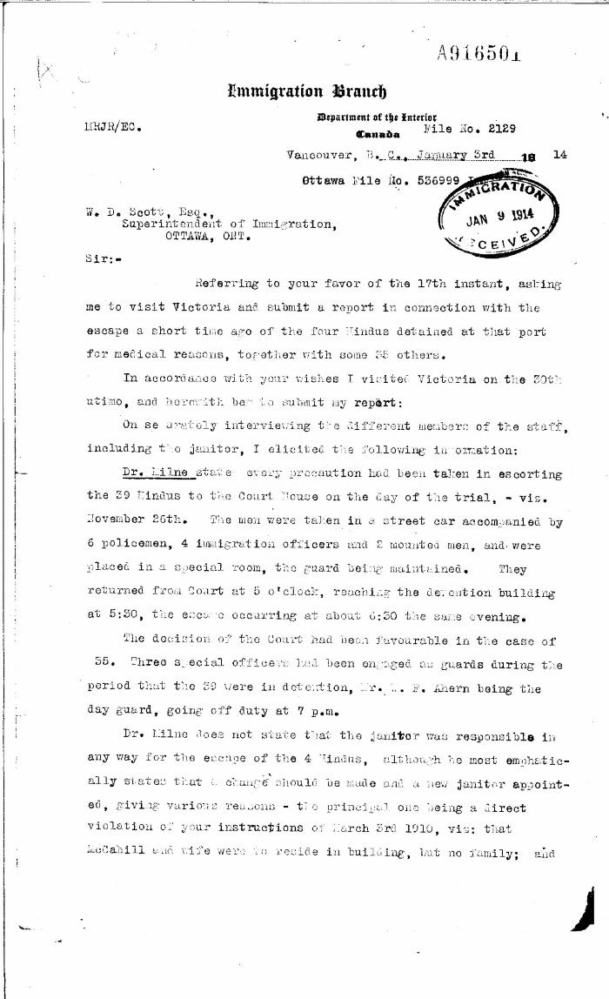 A916501
Immigration Branch
Department of the Interior
Canada
MRJR/EC.
File No. 2129
Vancouver, B. C., January 3rd 19 14
Ottawa File No. 536999
IMMIGRATION
JAN 9 1914
RECEIVED.
W. D. Scott, Esq.,
Superintendent of Immigration,
OTTAWA, ONT.
Sir:-
Referring to your favor of the 17th instant, asking
me to visit Victoria and submit a report in connection with the
escape a short time ago of the four Hindus detained at that port
for medical reasons, together with some 35 others.
In accordance with your wishes I visited Victoria on the 30th
utimo, and herewith beg to submit my report:
On separately interviewing the different members of the staff,
including the janitor, I elicited the following information:
Dr. Milne state every precaution had been taken in escorting
the 39 Hindus to the Court House on the day of the trial, - viz.
November 26th. The men were taken in a street car accompanied by
6 policemen, 4 immigration officers and 2 mounted men, and were
placed in a special room, the guard being maintained. They
returned from Court at 5 o'clock, reaching the detention building
at 5:30, the escape occurring at about 6:30 the same evening.
The decision of the Court had been favourable in the case of
35. Three special officers had been engaged as guards during the
period that the 39 were in detention, Mr. F. Ahern being the
day guard, going off duty at 7 p.m.
Dr. Milne does not state that the janitor was responsible in
any way for the escape of the 4 Hindus, although he most emphatic-
ally states that a change should be made and a new janitor appoint-
ed, giving various reasons - the principal one being a direct
violation of your instructions of March 3rd 1910, viz: that
McCahill and wife were to reside in building, but no family; and